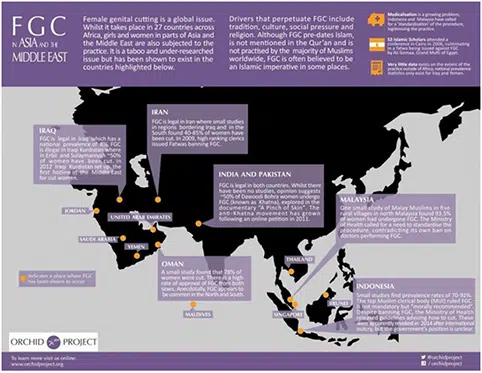 FGC
IN ASIA AND THE
MIDDLE EAST
Female genital cutting is a global issue.
Whilst it takes place in 27 countries across
Africa, girls and women in parts of Asia and
the Middle East are also subjected to the
practice. It is a taboo and under-researched
issue but has been shown to exist in the
countries highlighted below.
Drivers that perpetuate FGC include
tradition, culture, social pressure and
religion. Although FGC pre-dates Islam,
is not mentioned in the Qur'an and is
not practised by the majority of Muslims
worldwide, FGC is often believed to be
an Islamic imperative in some places.
Medicalisation is a growing problem,
Indonesia and Malaysia have called
for a 'standardisation' of the procedure,
legitimising the practice.
52 Islamic Scholars attended a
conference in Cairo in 2006, culminating
in a Fatwa being issued against FGC
by Ali Gomaa, Grand Mufti of Egypt.
Very little data exists on the extent of the
practice outside of Africa; national prevalence
statistics only exist for Iraq and Yemen.
IRAQ
FGC is legal in Iraq which has a
national prevalence of 8%. FGC
is illegal in Iraqi Kurdistan where
in Erbil and Sulaymaniyah ~50%
of women have been cut. In
2012 Iraqi Kurdistan set up the
first hotline in the Middle East
for cut women.
IRAN
FGC is legal in Iran where small studies
in regions bordering Iraq and in the
South found 40-85% of women have
been cut. In 2009, high ranking clerics
issued Fatwas banning FGC.
INDIA AND PAKISTAN
FGC is legal in both countries. Whilst there
have been no studies, opinion suggests
~50% of Dawoodi Bohra women undergo
FGC (known as Khatna), explored in the
documentary "A Pinch of Skin". The
anti-Khatna movement has grown
following an online petition in 2011.
MALAYSIA
One small study of Malay Muslims in five
rural villages in north Malaysia found 93.5%
of women had undergone FGC. The Ministry
of Health called for a need to standardise the
procedure, contradicting its own ban on
doctors performing FGC.
JORDAN
UNITED ARAB EMIRATES
SAUDI ARABIA
YEMEN
OMAN
A small study found that 78% of
women were cut. There is a high
rate of approval of FGC from both
sexes. Anecdotally, FGC appears to
be common in the North and South.
MALDIVES
THAILAND
BRUNEI
SINGAPORE
INDONESIA
Small studies find prevalence rates of 70-92%.
The top Muslim clerical body (MUI) ruled FGC
is not mandatory but "morally recommended".
Despite banning FGC, the Ministry of Health
released guidelines advising how to cut. These
were reportedly revoked in 2014 after international
outcry, but the government's position is unclear.
Indicates a place where FGC
has been shown to occur
ORCHID PROJECT
To learn more visit us online:
www.orchidproject.org
@orchidproject
/orchidproject